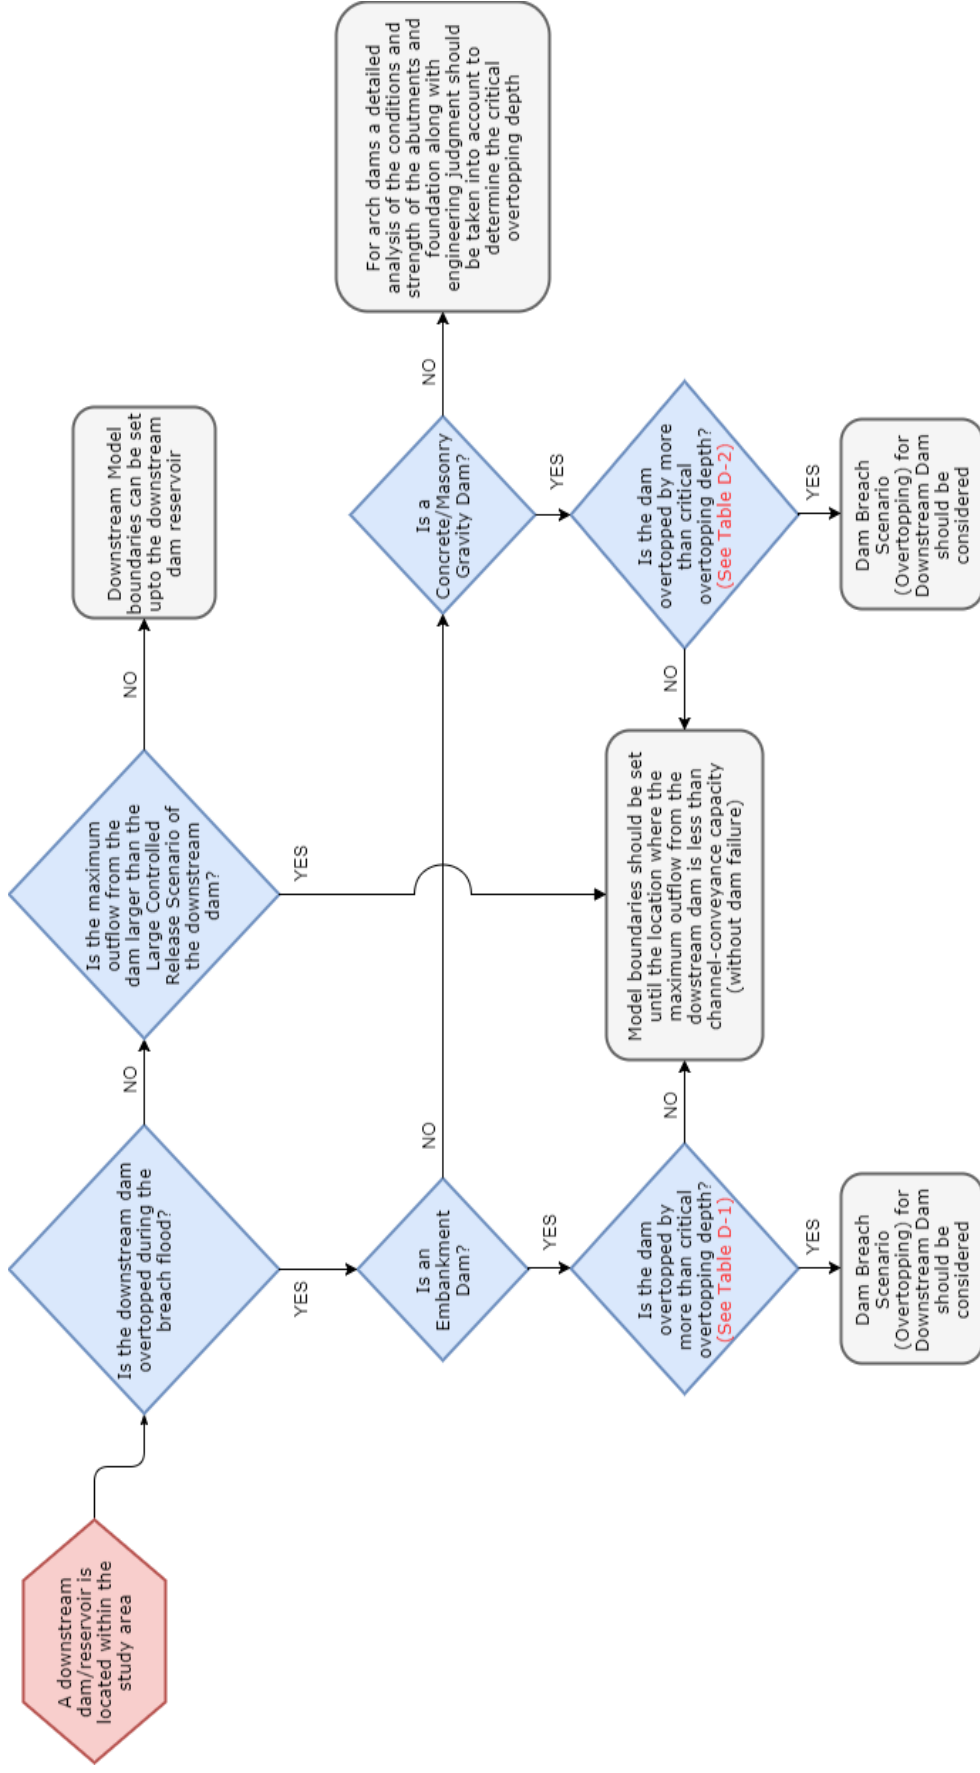 A downstream
dam/reservoir is
located within the
study area
Is the downstream dam
overtopped during the
breach flood?
NO
Is the maximum
outflow from the
dam larger than the
Large Controlled
Release Scenario of
the downstream
dam?
NO
Downstream Model
boundaries can be set
upto the downstream
dam reservoir
YES
YES
Is an
Embankment
Dam?
NO
Is a
Concrete/Masonry
Gravity Dam?
NO
For arch dams a detailed
analysis of the conditions and
strength of the abutments and
foundation along with
engineering judgment should
be taken into account to
determine the critical
overtopping depth
YES
YES
Is the dam
overtopped by
more than critical
overtopping depth?
(See Table D-1)
NO
Model boundaries should be set
until the location where the
maximum outflow from the
dowstream dam is less than
channel-conveyance capacity
(without dam failure)
NO
Is the dam
overtopped by more
than critical
overtopping depth?
(See Table D-2)
YES
YES
Dam Breach
Scenario
(Overtopping) for
Downstream Dam
should be
considered
Dam Breach
Scenario
(Overtopping) for
Downstream Dam
should be
considered